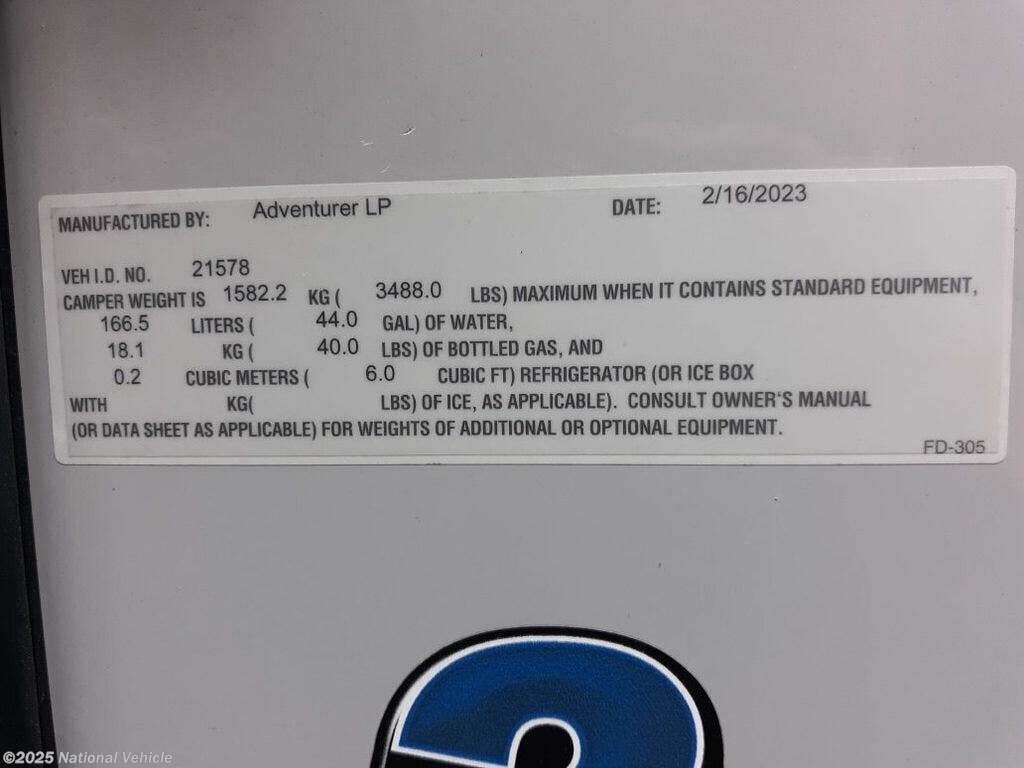 MANUFACTURED BY: Adventurer LP DATE: 2/16/2023
VEH I.D. NO. 21578
CAMPER WEIGHT IS 1582.2 KG ( 3488.0 LBS) MAXIMUM WHEN IT CONTAINS STANDARD EQUIPMENT,
166.5 LITERS ( 44.0 GAL) OF WATER,
18.1 KG ( 40.0 LBS) OF BOTTLED GAS, AND
0.2 CUBIC METERS ( 6.0 CUBIC FT) REFRIGERATOR (OR ICE BOX
WITH KG( LBS) OF ICE, AS APPLICABLE). CONSULT OWNER'S MANUAL
(OR DATA SHEET AS APPLICABLE) FOR WEIGHTS OF ADDITIONAL OR OPTIONAL EQUIPMENT.
FD-305
©2025 National Vehicle